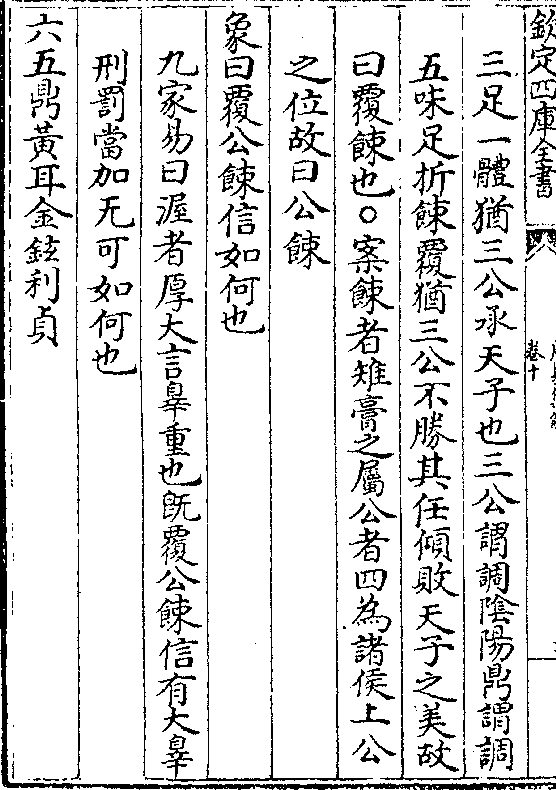 欽定四庫全書
卷十
三足一體猶三公承天子也三公謂調陰陽鼎謂調
五味足折餗覆猶三公不勝其任傾敗天子之美故
曰覆餗也○案餗者雉膏之屬公者四為諸侯上公
之位故曰公餗
象曰覆公餗信如何也
九家易曰渥者厚大言辠重也既覆公餗信有大辠
刑罰當加无可如何也
六五鼎黃耳金鉉利貞